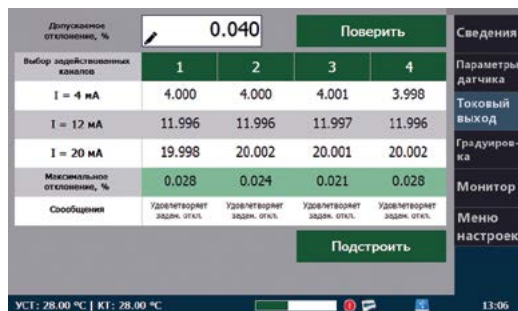 Допускаемое
отклонение, %
0.040
Поверить
Сведения
Выбор задействованных
каналов
1 2 3 4
Параметры
датчика
I = 4 мА 4.000 4.000 4.001 3.998
Токовый
выход
I = 12 мА 11.996 11.996 11.997 11.996
Градуиров-
ка
I = 20 мА 19.998 20.002 20.001 20.002
Максимальное
отклонение, %
0.028 0.024 0.021 0.028
Монитор
Сообщения
Удовлетворяет Удовлетворяет Удовлетворяет Удовлетворяет
задан. откл. задан. откл. задан. откл. задан. откл.
Меню
настроек
Подстроить
УСТ: 28.00 °C | КТ: 28.00 °C 13:06